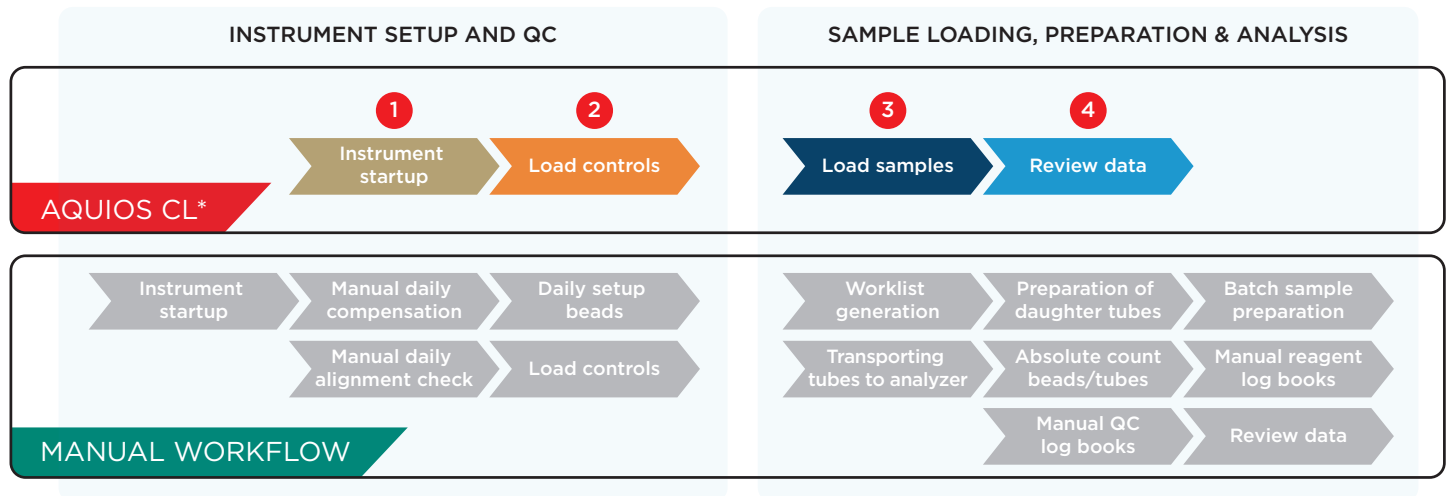 INSTRUMENT SETUP AND QC
SAMPLE LOADING, PREPARATION & ANALYSIS
1
2
3
4
Instrument
startup
Load controls
Load samples
Review data
AQUIOS CL*
Instrument
startup
Manual daily
compensation
Daily setup
beads
Worklist
generation
Preparation of
daughter tubes
Batch sample
preparation
Manual daily
alignment check
Load controls
Transporting
tubes to analyzer
Absolute count
beads/tubes
Manual reagent
log books
Manual QC
log books
Review data
MANUAL WORKFLOW